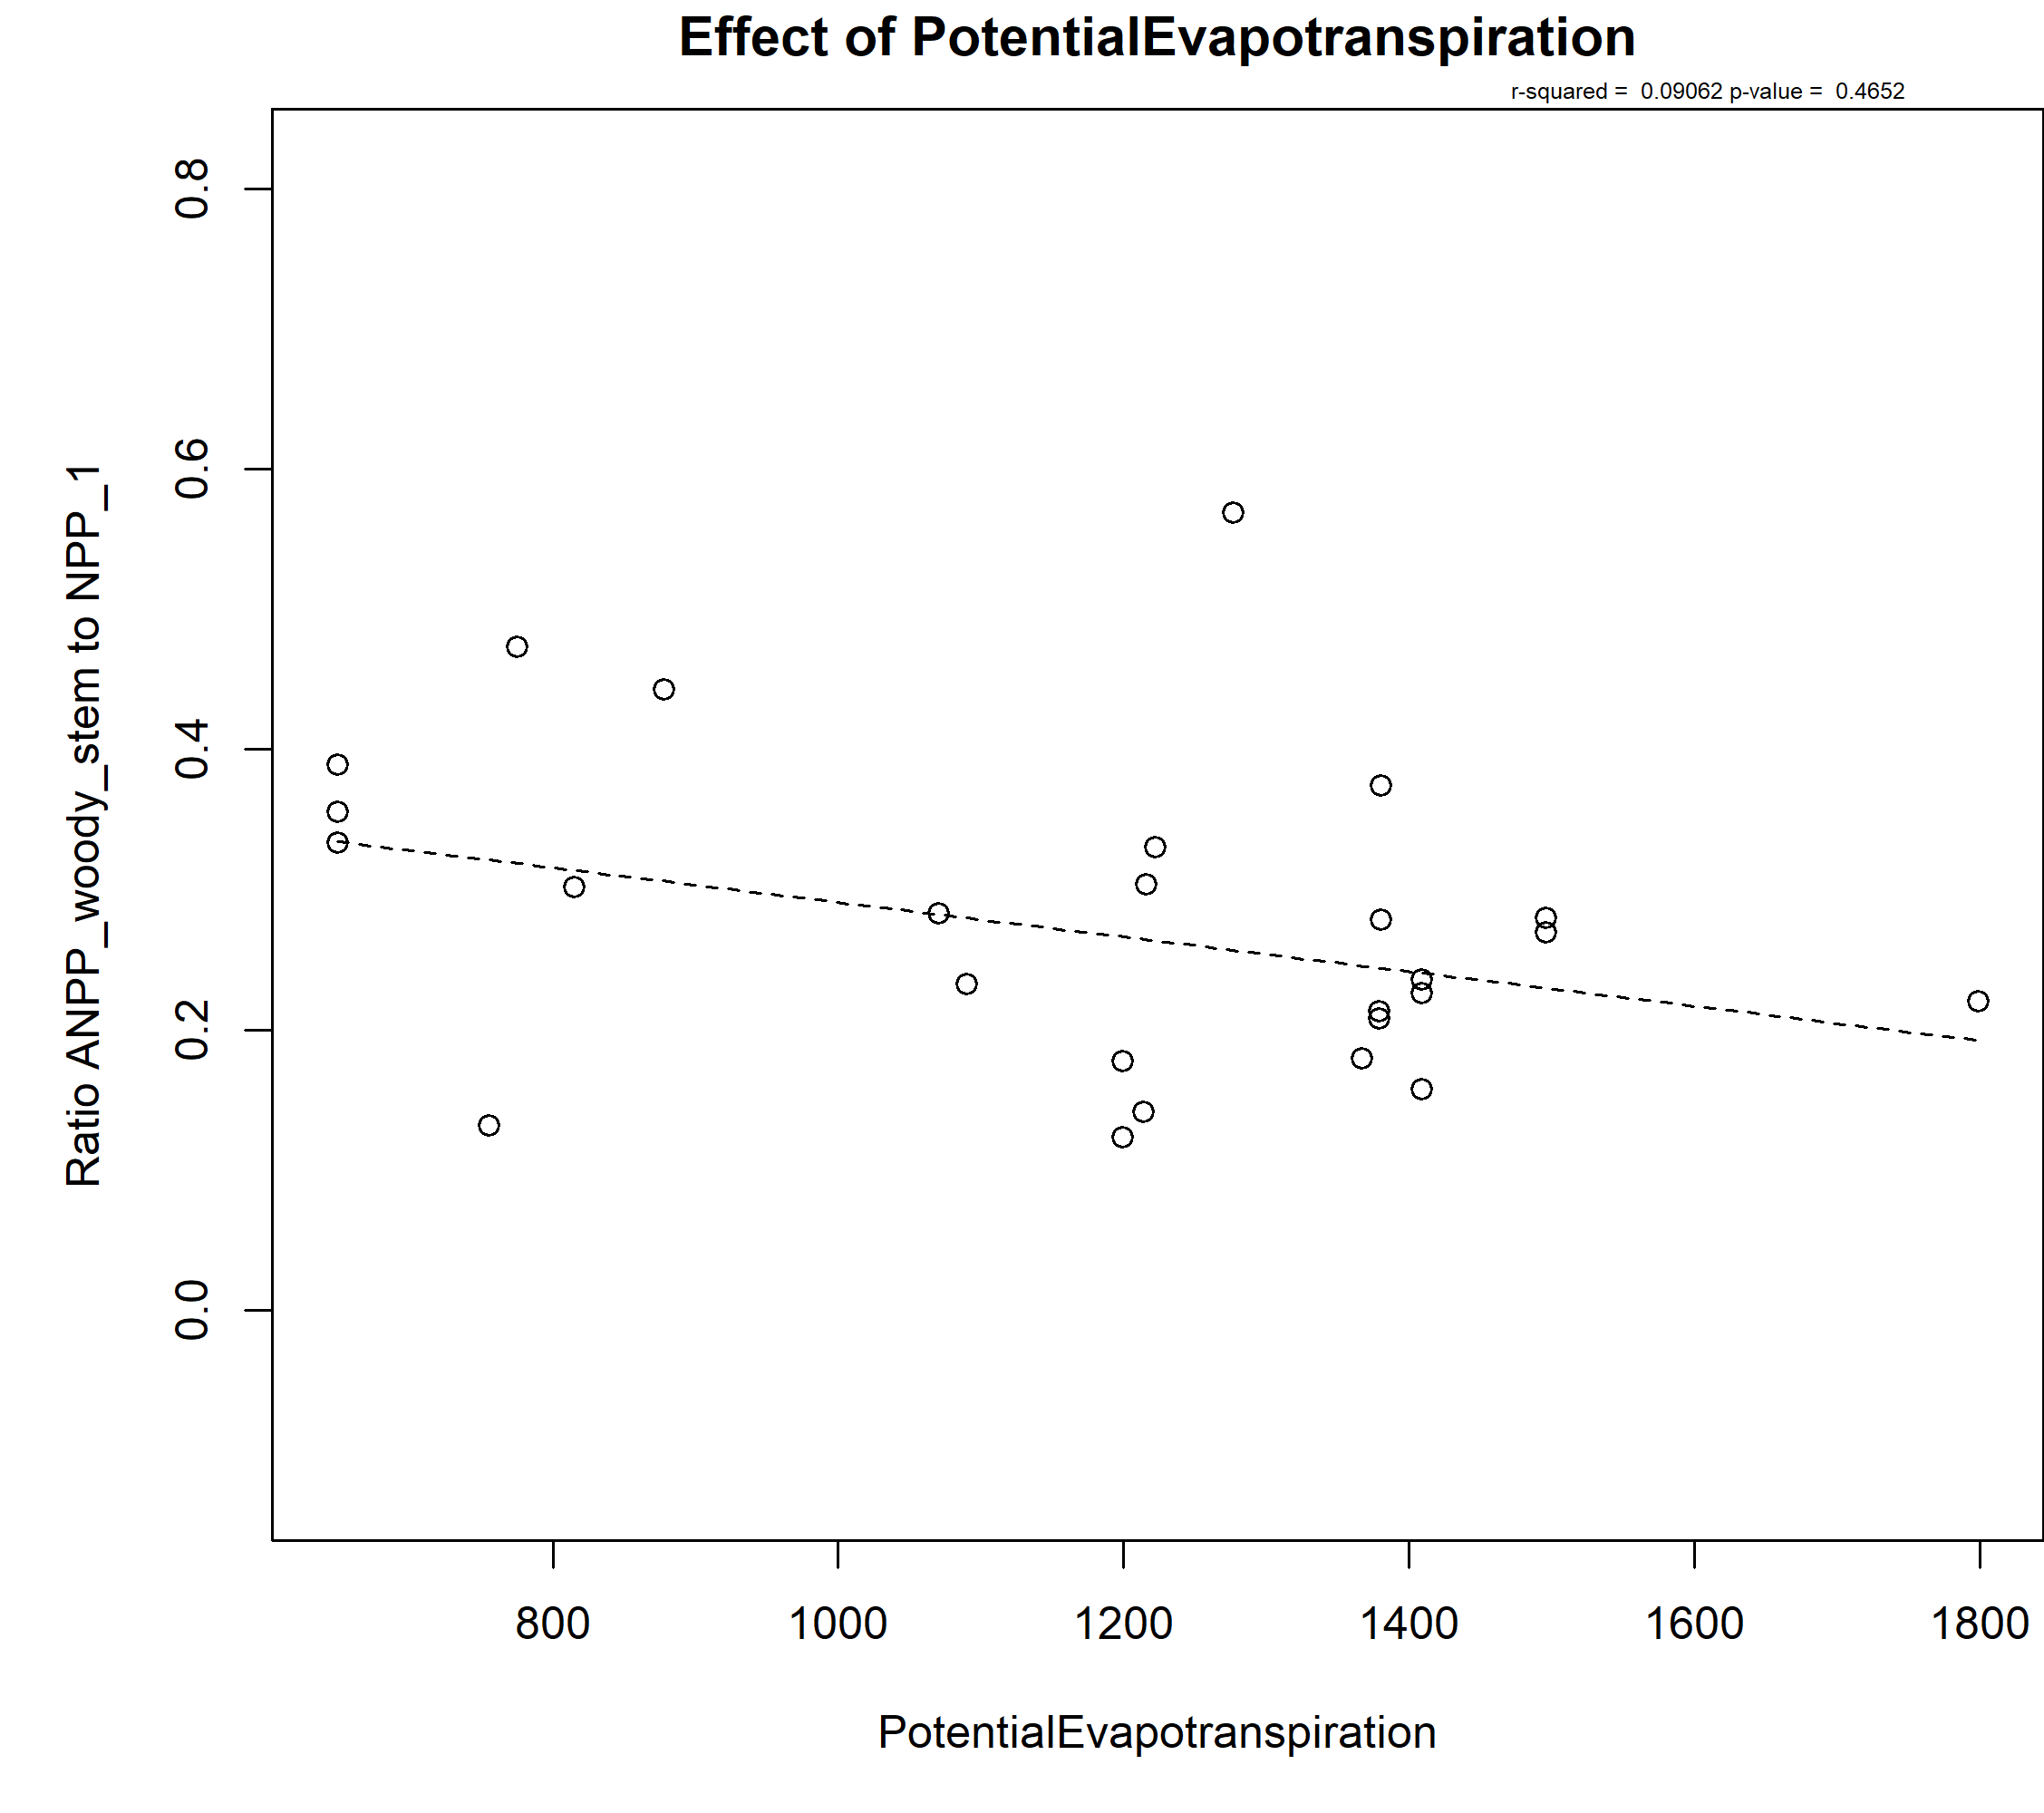 Effect of PotentialEvapotranspiration
r-squared = 0.09062 p-value = 0.4652
Ratio ANPP_woody_stem to NPP_1
0.8
0.6
0.4
0.2
0.0
800 1000 1200 1400 1600 1800
PotentialEvapotranspiration